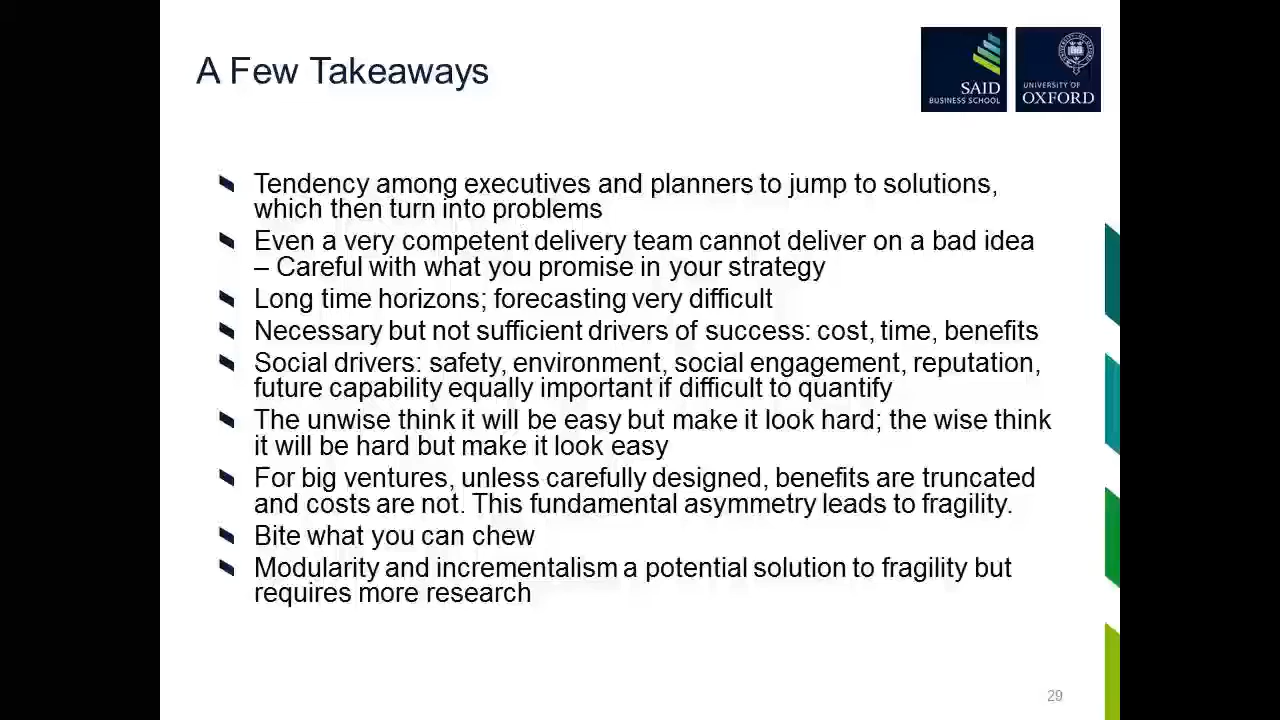 A Few Takeaways
SAID
BUSINESS SCHOOL
UNIVERSITY OF
OXFORD
Tendency among executives and planners to jump to solutions,
which then turn into problems
Even a very competent delivery team cannot deliver on a bad idea
– Careful with what you promise in your strategy
Long time horizons; forecasting very difficult
Necessary but not sufficient drivers of success: cost, time, benefits
Social drivers: safety, environment, social engagement, reputation,
future capability equally important if difficult to quantify
The unwise think it will be easy but make it look hard; the wise think
it will be hard but make it look easy
For big ventures, unless carefully designed, benefits are truncated
and costs are not. This fundamental asymmetry leads to fragility.
Bite what you can chew
Modularity and incrementalism a potential solution to fragility but
requires more research
29